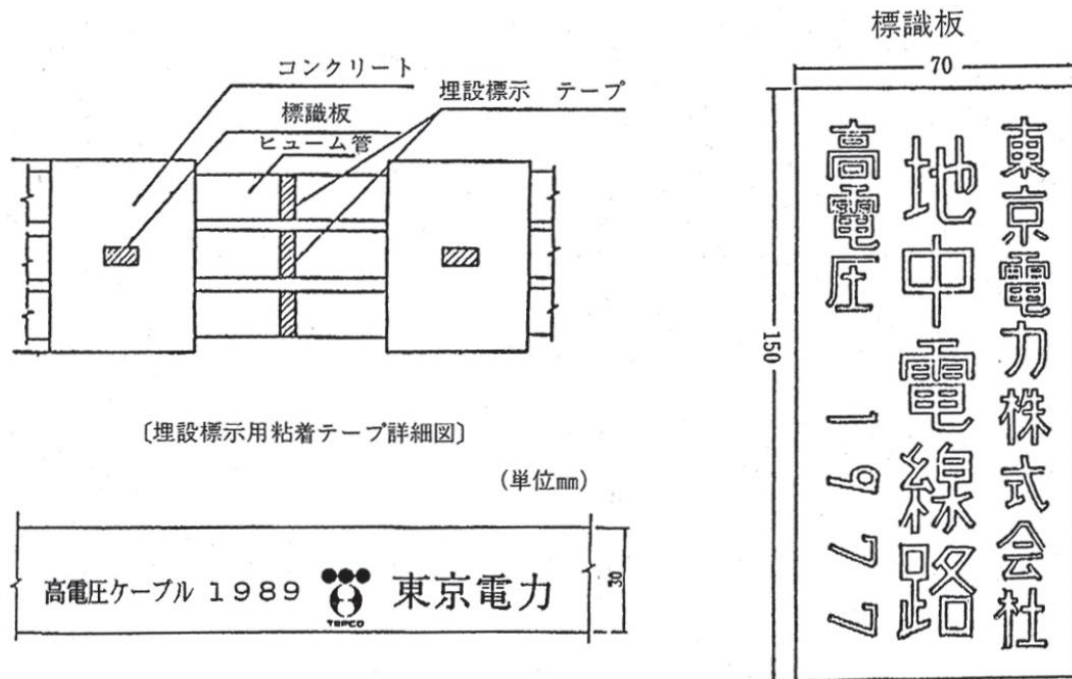 コンクリート
標識板
ヒューム管
埋設標示 テープ
〔埋設標示用粘着テープ詳細図〕
(単位㎜)
高電圧ケーブル 1989 TEPCO 東京電力
30
標識板
70
150
東京電力株式会社
地中電線路
高電圧 1977